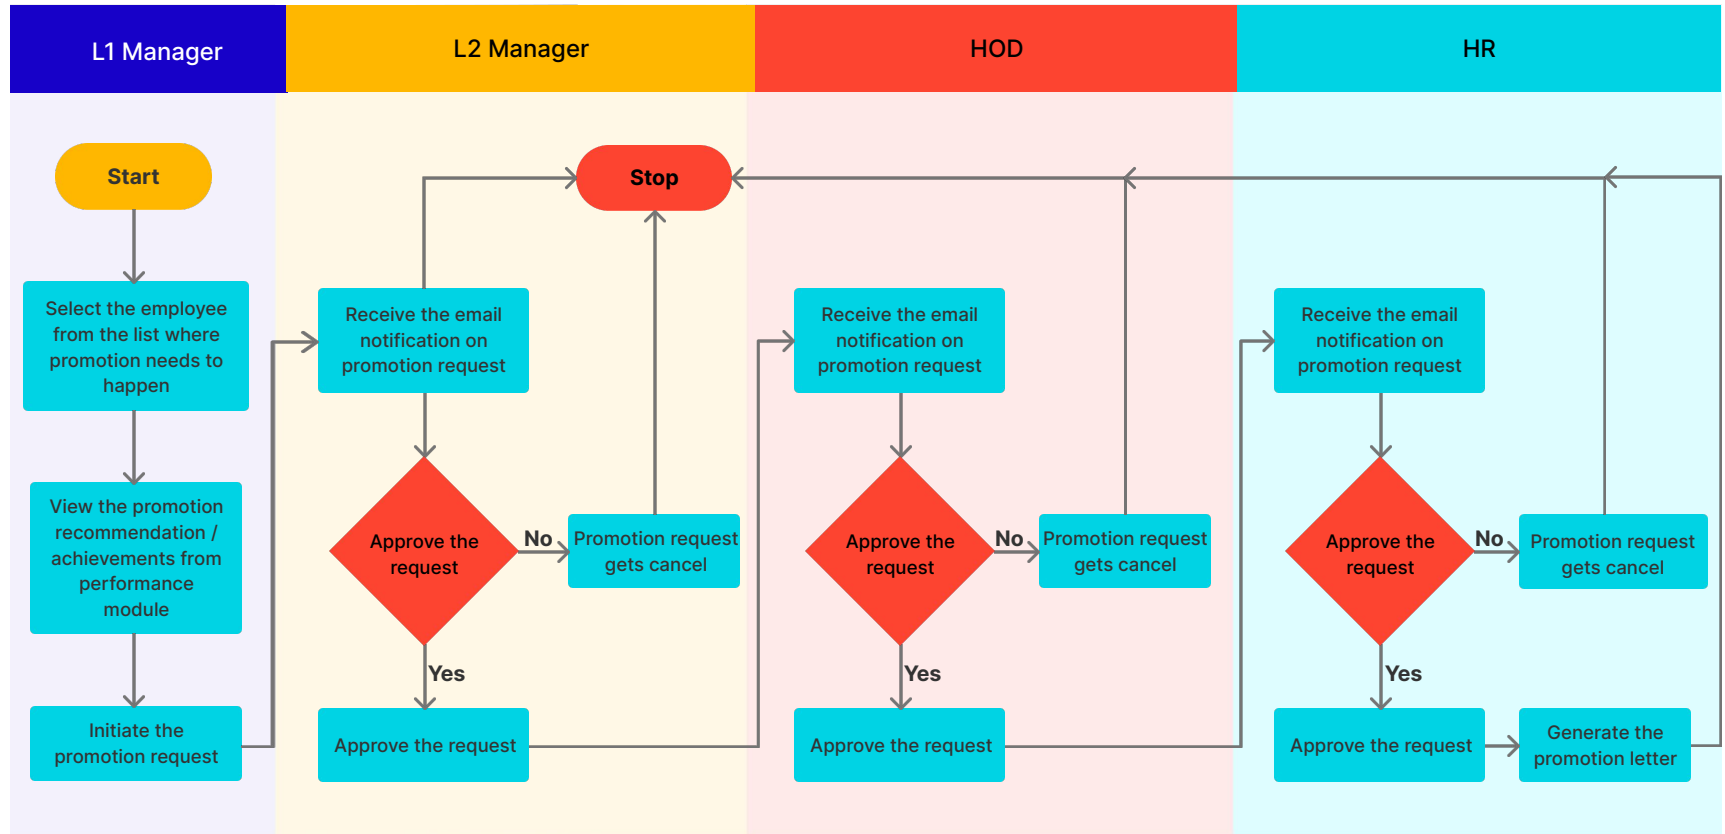 L1 Manager
L2 Manager
HOD
HR
Start
Select the employee
from the list where
promotion needs to
happen
View the promotion
recommendation /
achievements from
performance
module
Initiate the
promotion request
Stop
Receive the email
notification on
promotion request
Approve the
request
No
Promotion request
gets cancel
Yes
Approve the request
Receive the email
notification on
promotion request
Approve the
request
No
Promotion request
gets cancel
Yes
Approve the request
Receive the email
notification on
promotion request
Approve the
request
No
Promotion request
gets cancel
Yes
Approve the request
Generate the
promotion letter